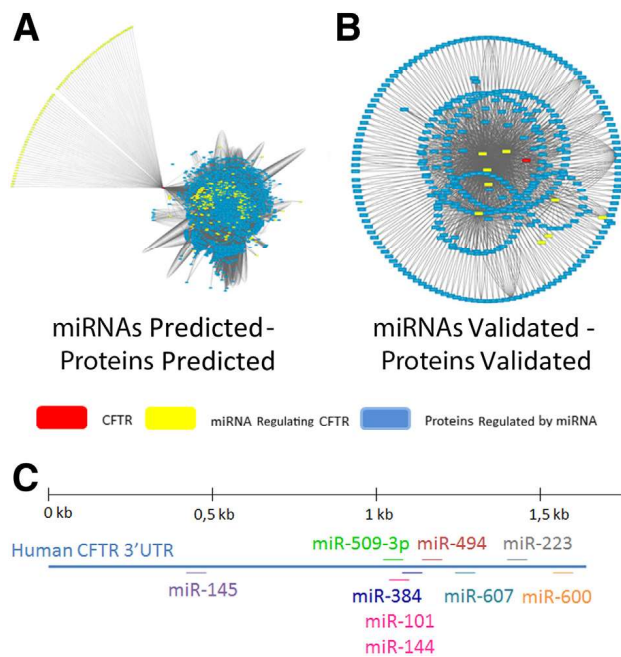 A
B
miRNAs Predicted-
Proteins Predicted
miRNAs Validated -
Proteins Validated
CFTR
miRNA Regulating CFTR
Proteins Regulated by miRNA
C
0 kb
0,5 kb
1 kb
1,5 kb
Human CFTR 3'UTR
miR-509-3p
miR-494
miR-223
miR-145
miR-384
miR-607
miR-600
miR-101
miR-144